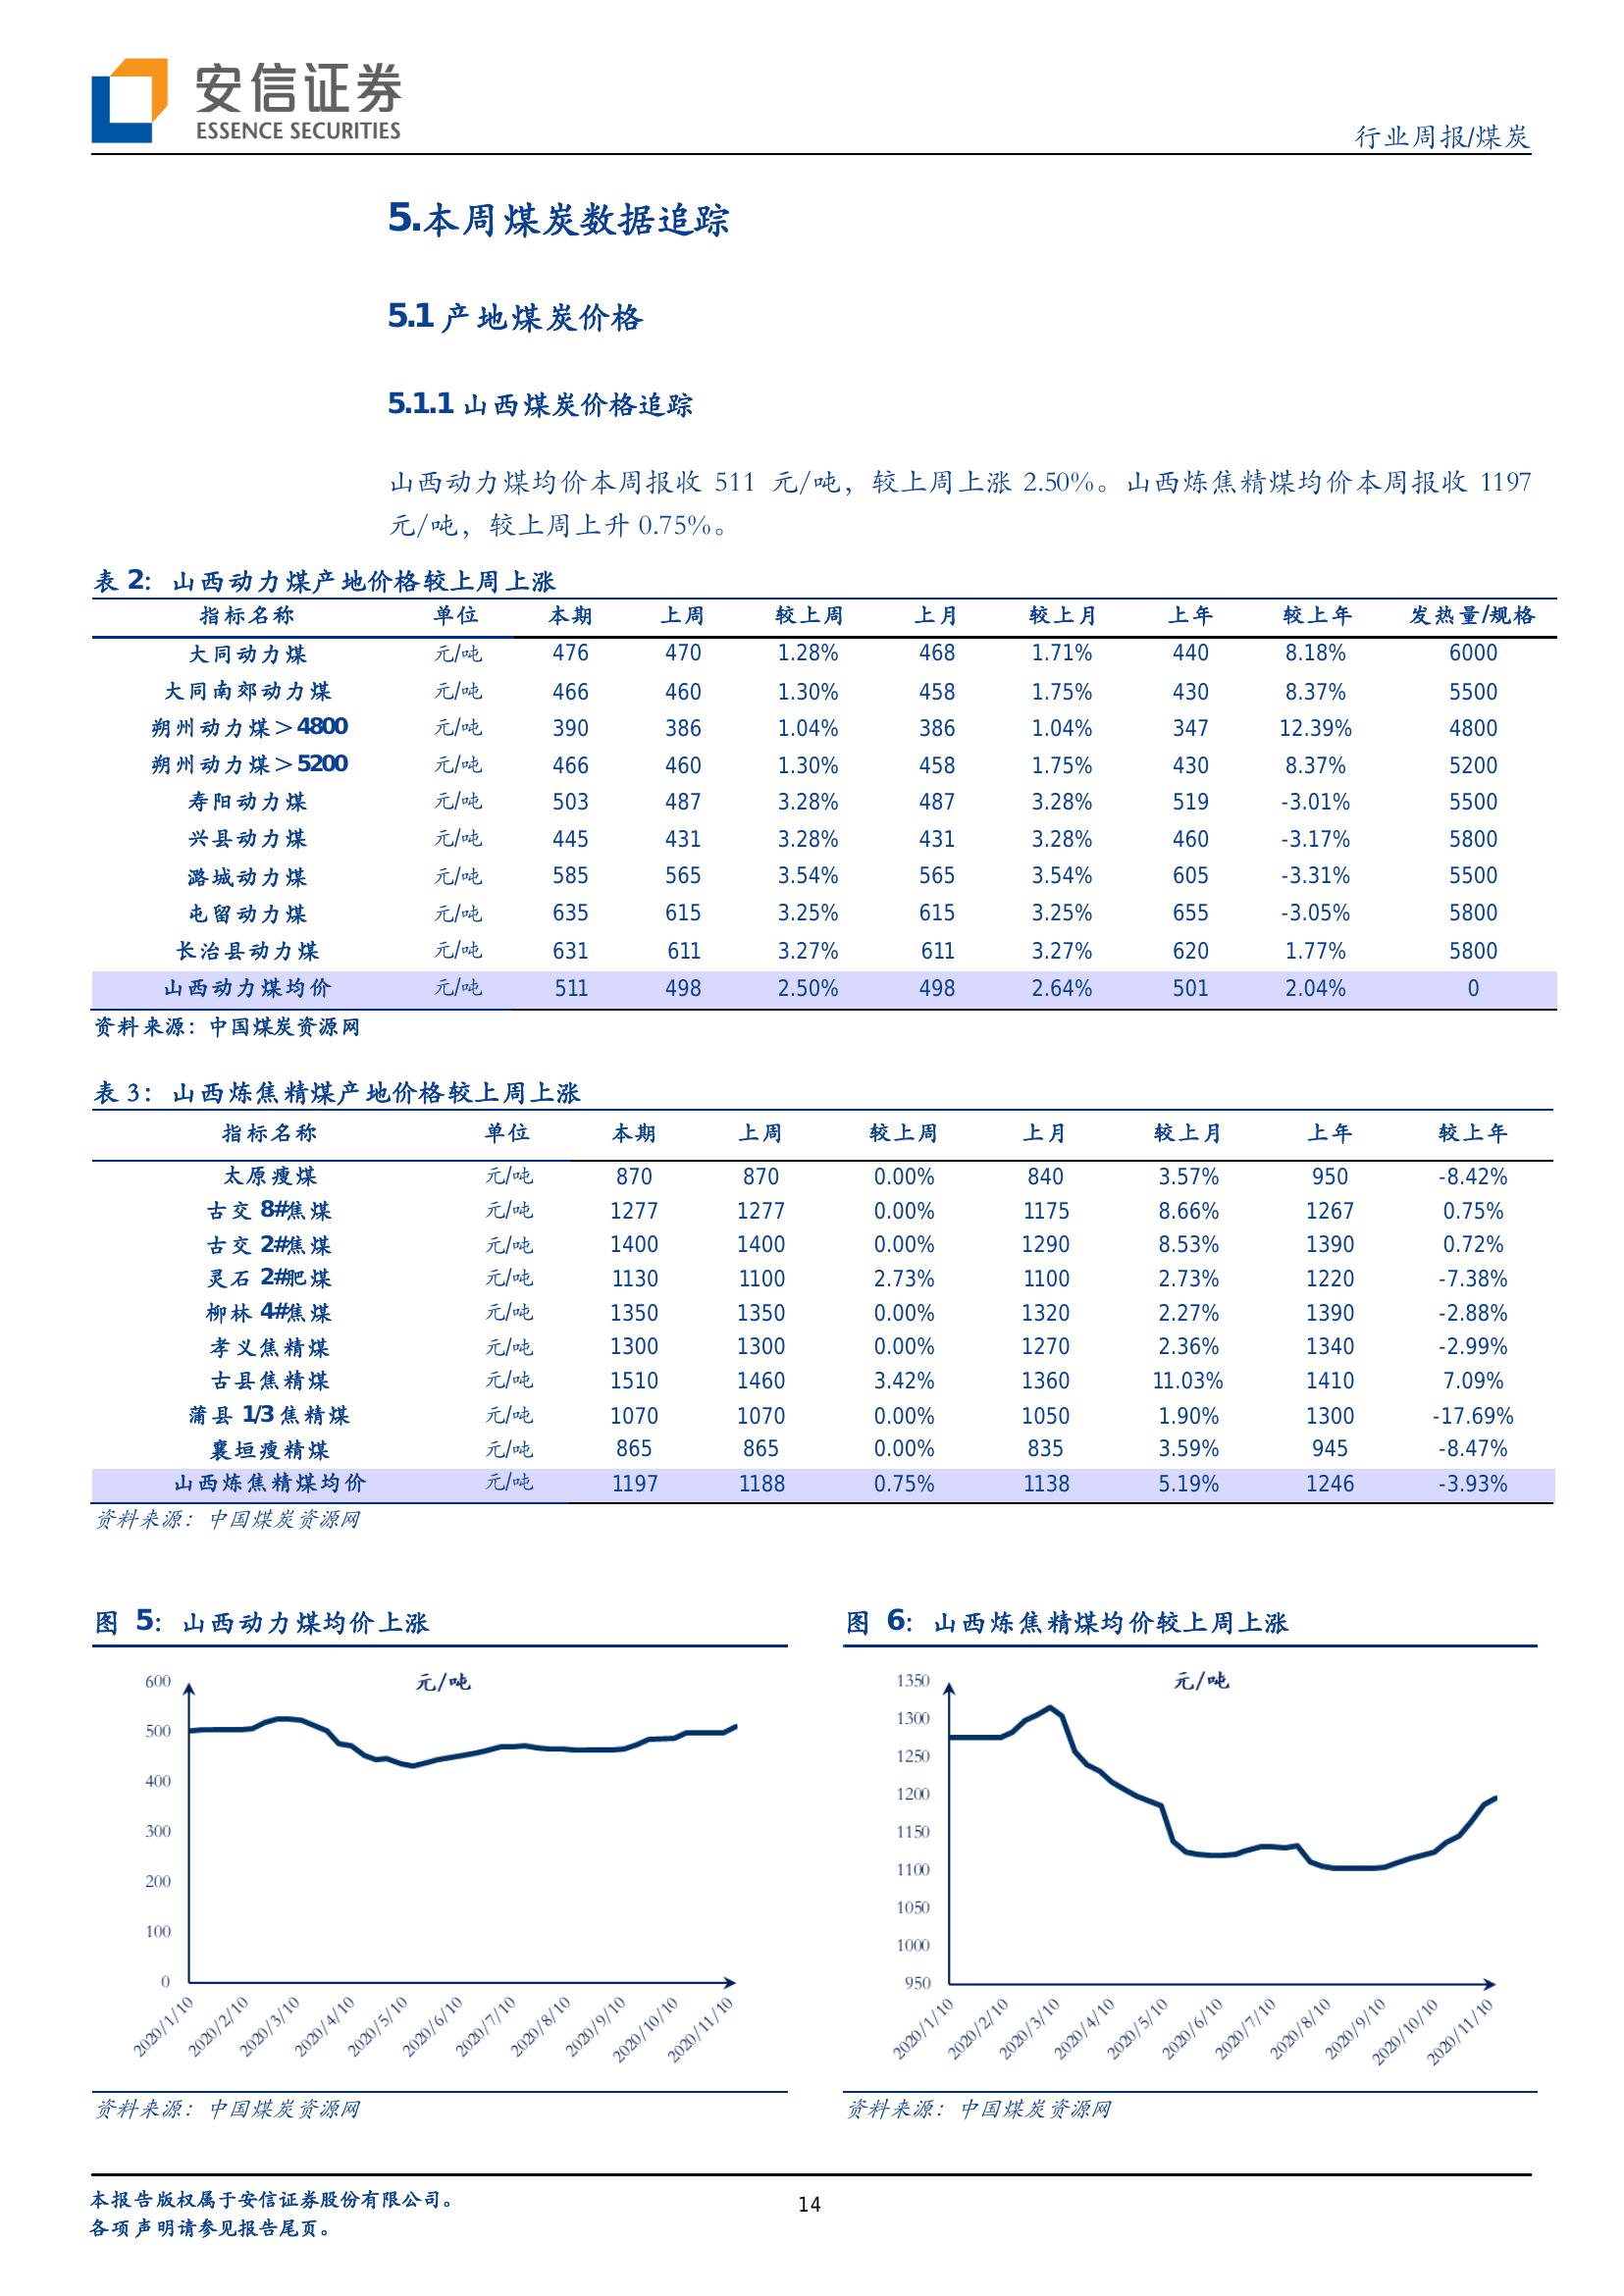 安信证券
ESSENCE SECURITIES
行业周报/煤炭
5.本周煤炭数据追踪
5.1 产地煤炭价格
5.1.1 山西煤炭价格追踪
山西动力煤均价本周报收 511 元/吨，较上周上涨 2.50%。山西炼焦精煤均价本周报收 1197
元/吨，较上周上升 0.75%。
表 2：山西动力煤产地价格较上周上涨
指标名称 单位 本期 上周 较上周 上月 较上月 上年 较上年 发热量/规格
大同动力煤 元/吨 476 470 1.28% 468 1.71% 440 8.18% 6000
大同南郊动力煤 元/吨 466 460 1.30% 458 1.75% 430 8.37% 5500
朔州动力煤＞4800 元/吨 390 386 1.04% 386 1.04% 347 12.39% 4800
朔州动力煤＞5200 元/吨 466 460 1.30% 458 1.75% 430 8.37% 5200
寿阳动力煤 元/吨 503 487 3.28% 487 3.28% 519 -3.01% 5500
兴县动力煤 元/吨 445 431 3.28% 431 3.28% 460 -3.17% 5800
潞城动力煤 元/吨 585 565 3.54% 565 3.54% 605 -3.31% 5500
屯留动力煤 元/吨 635 615 3.25% 615 3.25% 655 -3.05% 5800
长治县动力煤 元/吨 631 611 3.27% 611 3.27% 620 1.77% 5800
山西动力煤均价 元/吨 511 498 2.50% 498 2.64% 501 2.04% 0
资料来源：中国煤炭资源网
表 3：山西炼焦精煤产地价格较上周上涨
指标名称 单位 本期 上周 较上周 上月 较上月 上年 较上年
太原瘦煤 元/吨 870 870 0.00% 840 3.57% 950 -8.42%
古交 8#焦煤 元/吨 1277 1277 0.00% 1175 8.66% 1267 0.75%
古交 2#焦煤 元/吨 1400 1400 0.00% 1290 8.53% 1390 0.72%
灵石 2#肥煤 元/吨 1130 1100 2.73% 1100 2.73% 1220 -7.38%
柳林 4#焦煤 元/吨 1350 1350 0.00% 1320 2.27% 1390 -2.88%
孝义焦精煤 元/吨 1300 1300 0.00% 1270 2.36% 1340 -2.99%
古县焦精煤 元/吨 1510 1460 3.42% 1360 11.03% 1410 7.09%
蒲县 1/3 焦精煤 元/吨 1070 1070 0.00% 1050 1.90% 1300 -17.69%
襄垣瘦精煤 元/吨 865 865 0.00% 835 3.59% 945 -8.47%
山西炼焦精煤均价 元/吨 1197 1188 0.75% 1138 5.19% 1246 -3.93%
资料来源：中国煤炭资源网
图 5：山西动力煤均价上涨
元/吨
600
500
400
300
200
100
0
2020/1/10 2020/2/10 2020/3/10 2020/4/10 2020/5/10 2020/6/10 2020/7/10 2020/8/10 2020/9/10 2020/10/10 2020/11/10
资料来源：中国煤炭资源网
图 6：山西炼焦精煤均价较上周上涨
元/吨
1350
1300
1250
1200
1150
1100
1050
1000
950
2020/1/10 2020/2/10 2020/3/10 2020/4/10 2020/5/10 2020/6/10 2020/7/10 2020/8/10 2020/9/10 2020/10/10 2020/11/10
资料来源：中国煤炭资源网
本报告版权属于安信证券股份有限公司。
各项声明请参见报告尾页。
14